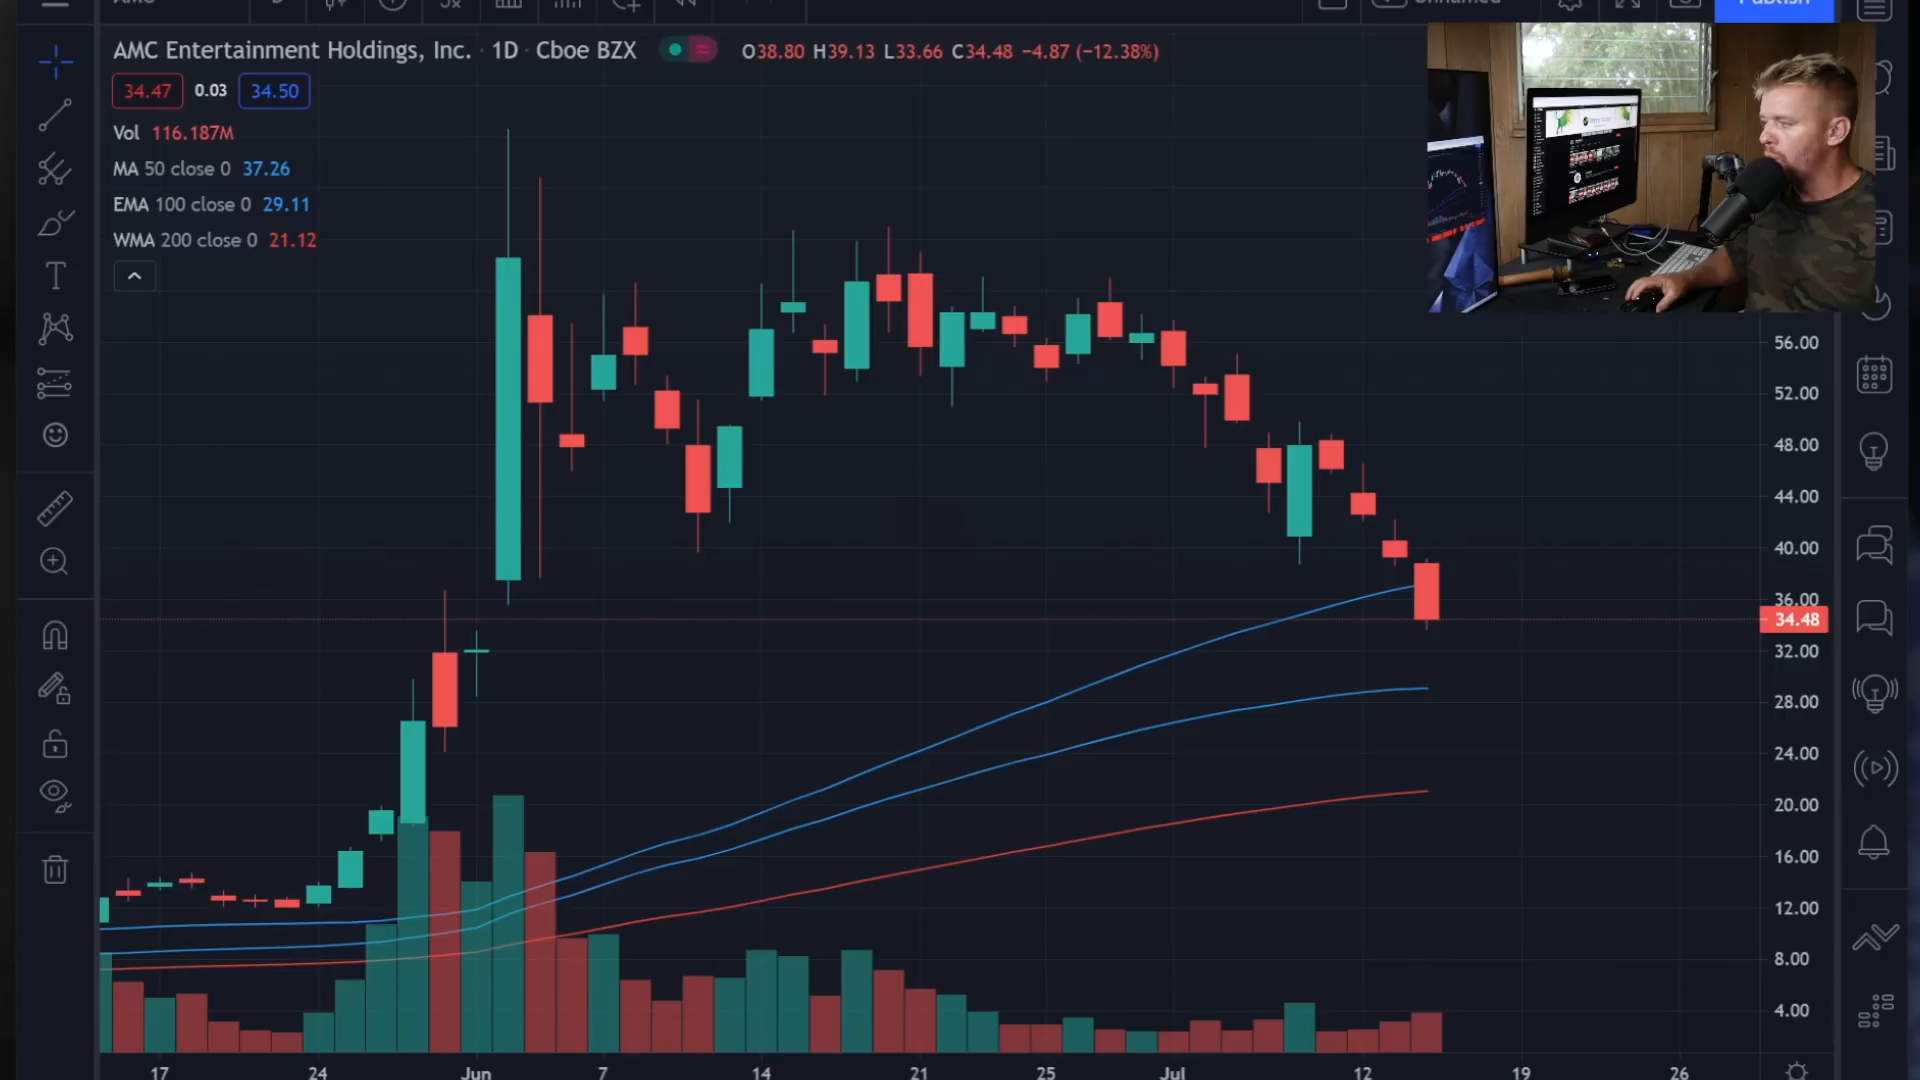 AMC Entertainment Holdings, Inc. · 1D · Cboe BZX O38.80 H39.13 L33.66 C34.48 −4.87 (−12.38%)
34.47 0.03 34.50
Vol 116.187M
MA 50 close 0 37.26
EMA 100 close 0 29.11
WMA 200 close 0 21.12
56.00
52.00
48.00
44.00
40.00
36.00
34.48
32.00
28.00
24.00
20.00
16.00
12.00
8.00
4.00
17 24 Jun 7 14 21 25 Jul 12 19 26